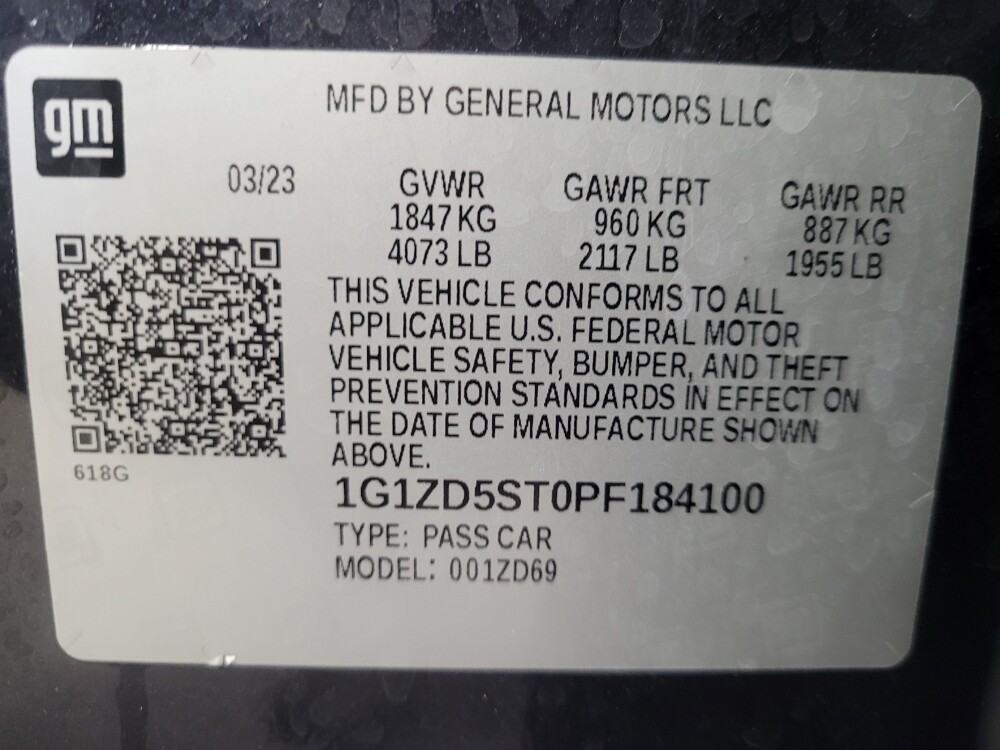 gm
MFD BY GENERAL MOTORS LLC
03/23
GVWR
1847 KG
4073 LB
GAWR FRT
960 KG
2117 LB
GAWR RR
887 KG
1955 LB
THIS VEHICLE CONFORMS TO ALL
APPLICABLE U.S. FEDERAL MOTOR
VEHICLE SAFETY, BUMPER, AND THEFT
PREVENTION STANDARDS IN EFFECT ON
THE DATE OF MANUFACTURE SHOWN
ABOVE.
618G
1G1ZD5ST0PF184100
TYPE: PASS CAR
MODEL: 001ZD69